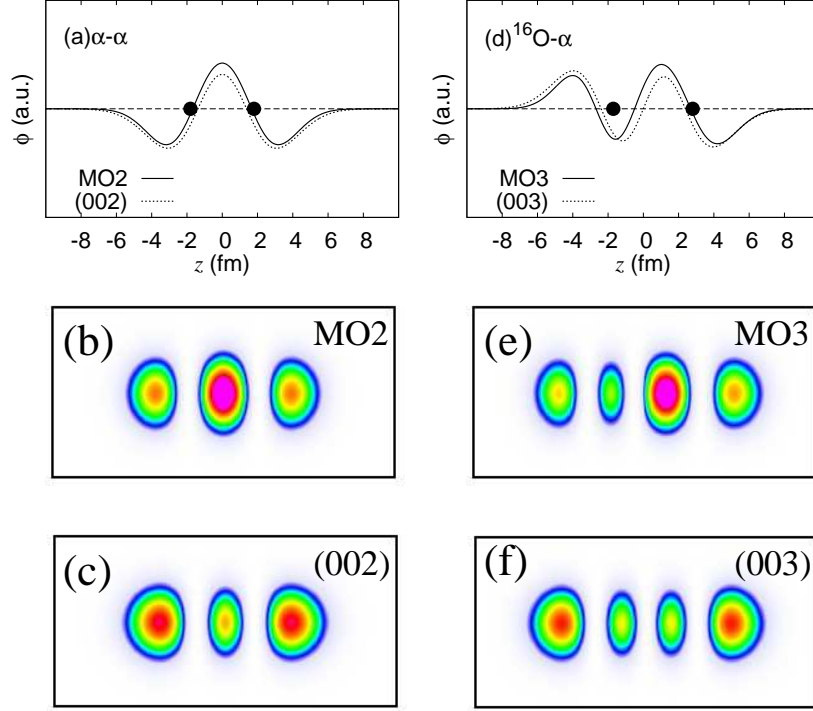 (a)α-α
ϕ (a.u.)
MO2
(002)
-8 -6 -4 -2 0 2 4 6 8
z (fm)
(d)¹⁶O-α
ϕ (a.u.)
MO3
(003)
-8 -6 -4 -2 0 2 4 6 8
z (fm)
(b) MO2
(e) MO3
(c) (002)
(f) (003)